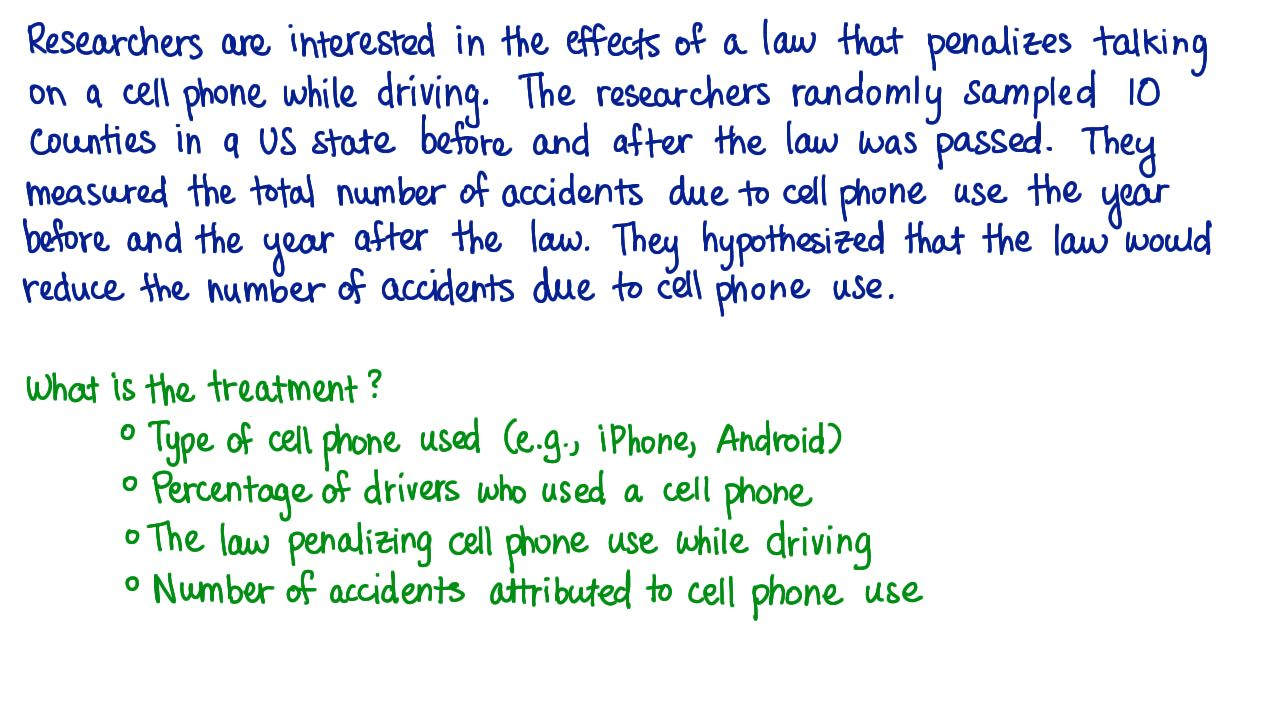 Researchers are interested in the effects of a law that penalizes talking
on a cell phone while driving. The researchers randomly sampled 10
counties in a US state before and after the law was passed. They
measured the total number of accidents due to cell phone use the year
before and the year after the law. They hypothesized that the law would
reduce the number of accidents due to cell phone use.
What is the treatment?
o Type of cell phone used (e.g., iPhone, Android)
o Percentage of drivers who used a cell phone
o The law penalizing cell phone use while driving
o Number of accidents attributed to cell phone use